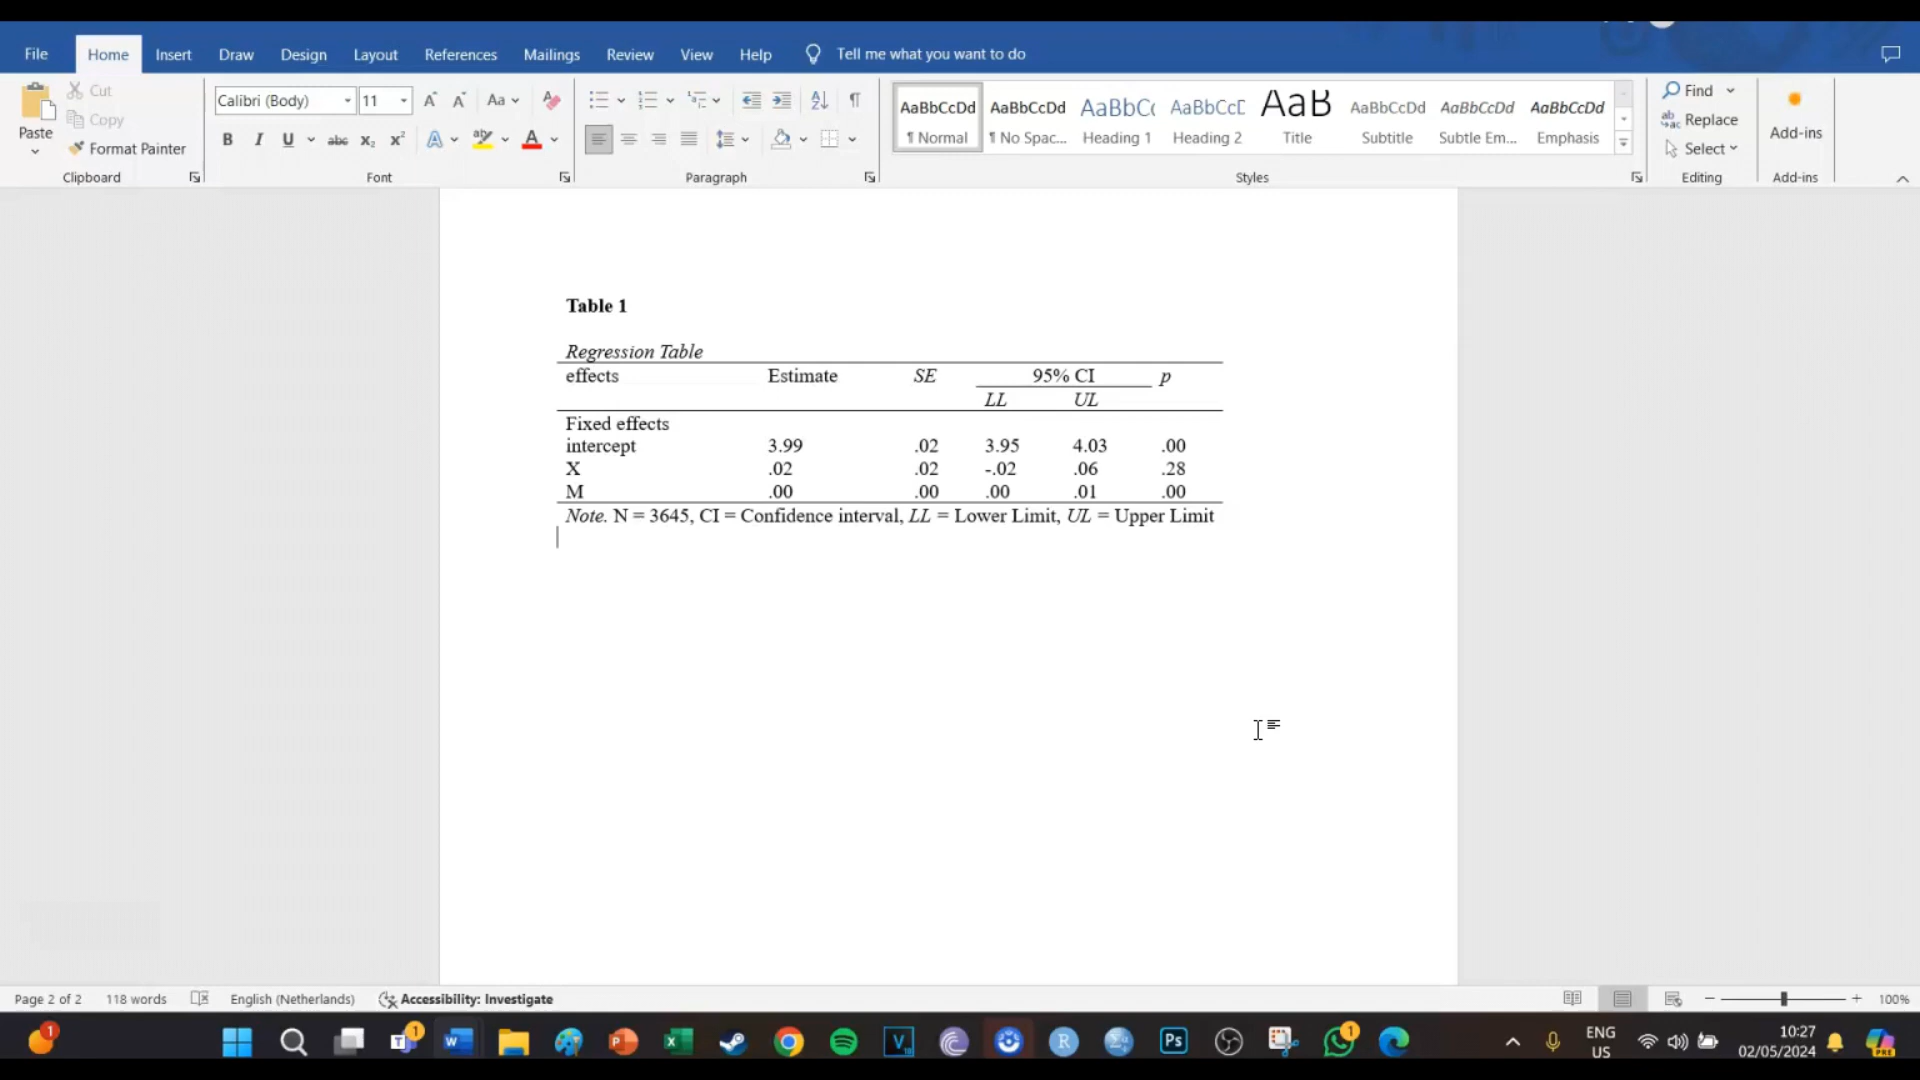 File Home Insert Draw Design Layout References Mailings Review View Help Tell me what you want to do
Paste Cut Copy Format Painter
Clipboard
Calibri (Body) 11 Aa
B I U abc x₂ x² A A
Font
Paragraph
AaBbCcDd AaBbCcDd AaBbC AaBbCcD AaB AaBbCcDd AaBbCcDd AaBbCcDd
¶ Normal ¶ No Spac... Heading 1 Heading 2 Title Subtitle Subtle Em... Emphasis
Styles
Find
Replace
Select
Editing
Add-ins
Add-ins
Table 1
Regression Table
effects Estimate SE 95% CI p
LL UL
Fixed effects
intercept 3.99 .02 3.95 4.03 .00
X .02 .02 -.02 .06 .28
M .00 .00 .00 .01 .00
Note. N = 3645, CI = Confidence interval, LL = Lower Limit, UL = Upper Limit
Page 2 of 2 118 words English (Netherlands) Accessibility: Investigate 100%
ENG
US
10:27
02/05/2024